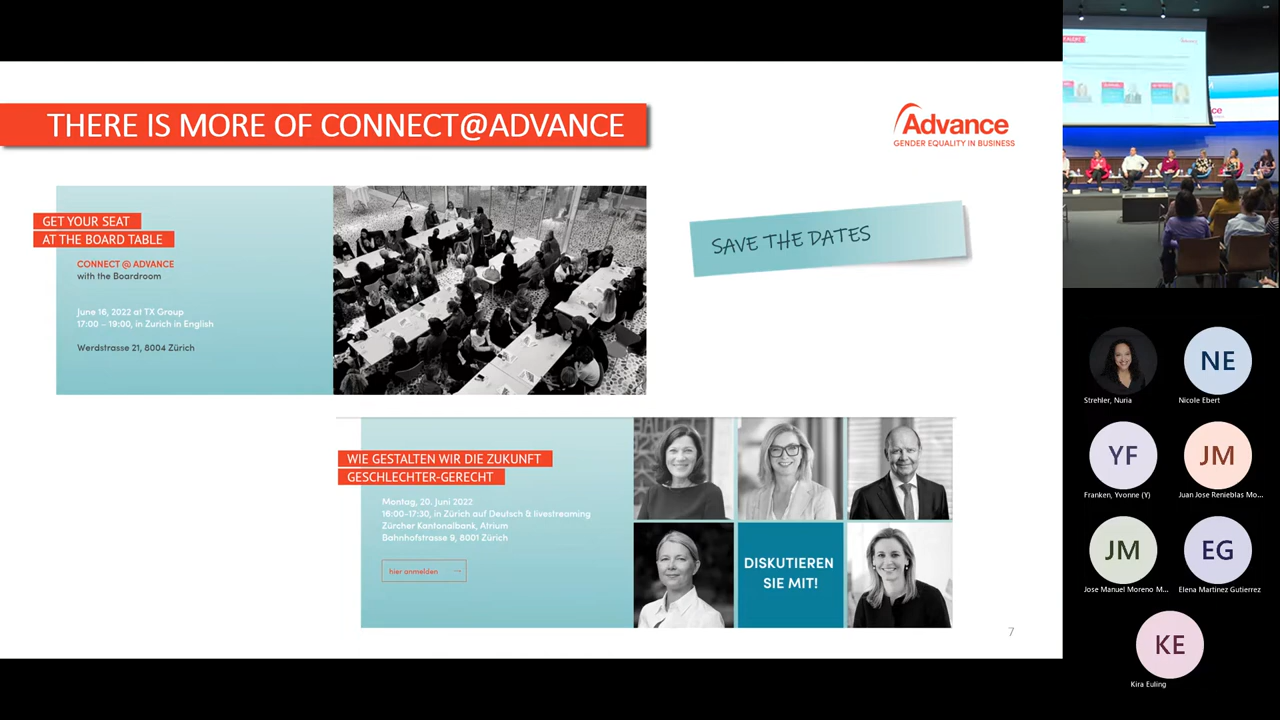 THERE IS MORE OF CONNECT@ADVANCE
Advance
GENDER EQUALITY IN BUSINESS
GET YOUR SEAT
AT THE BOARD TABLE
CONNECT @ ADVANCE
with the Boardroom
June 16, 2022 at TX Group
17:00 – 19:00, in Zurich in English
Werdstrasse 21, 8004 Zürich
SAVE THE DATES
WIE GESTALTEN WIR DIE ZUKUNFT
GESCHLECHTER-GERECHT
Montag, 20. Juni 2022
16:00-17:30, in Zürich auf Deutsch & livestreaming
Zürcher Kantonalbank, Atrium
Bahnhofstrasse 9, 8001 Zürich
hier anmelden →
DISKUTIEREN
SIE MIT!
7
Strehler, Nuria
NE
Nicole Ebert
YF
Franken, Yvonne (Y)
JM
Juan Jose Renieblas Mo...
JM
Jose Manuel Moreno M...
EG
Elena Martinez Gutierrez
KE
Kira Euling